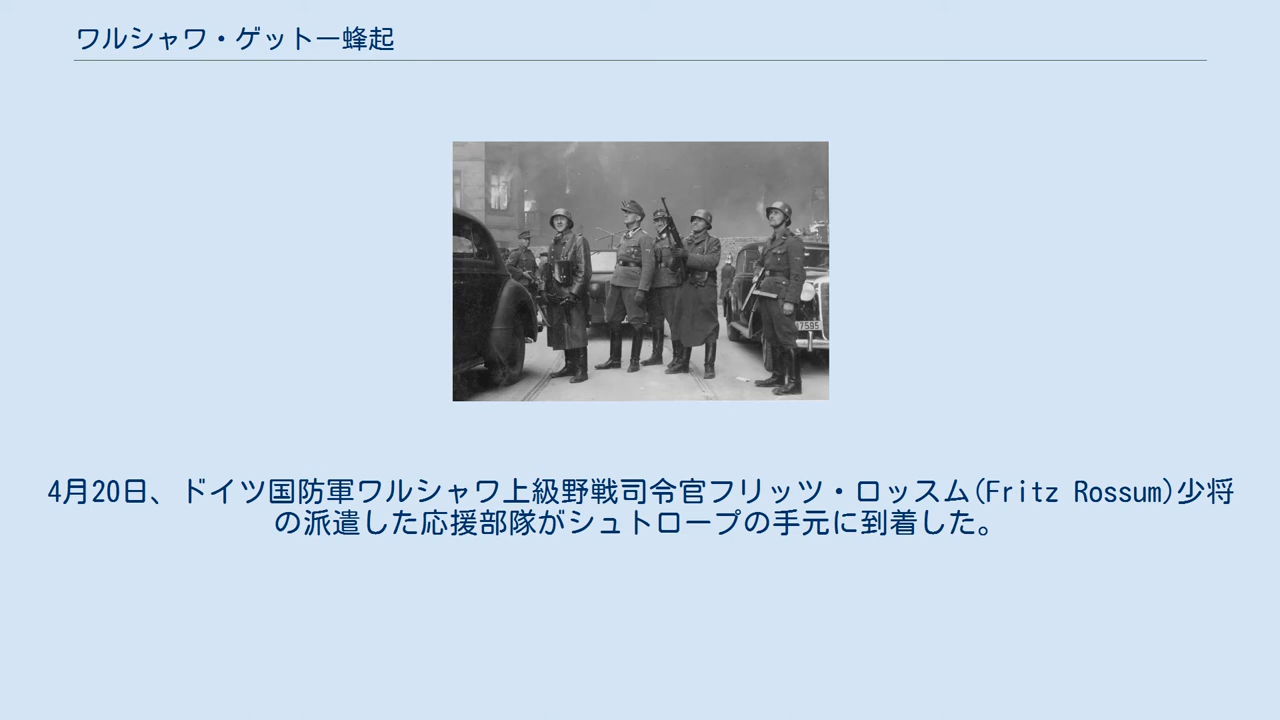 ワルシャワ・ゲットー蜂起
7595
4月20日、ドイツ国防軍ワルシャワ上級野戦司令官フリッツ・ロッスム(Fritz Rossum)少将
の派遣した応援部隊がシュトロープの手元に到着した。